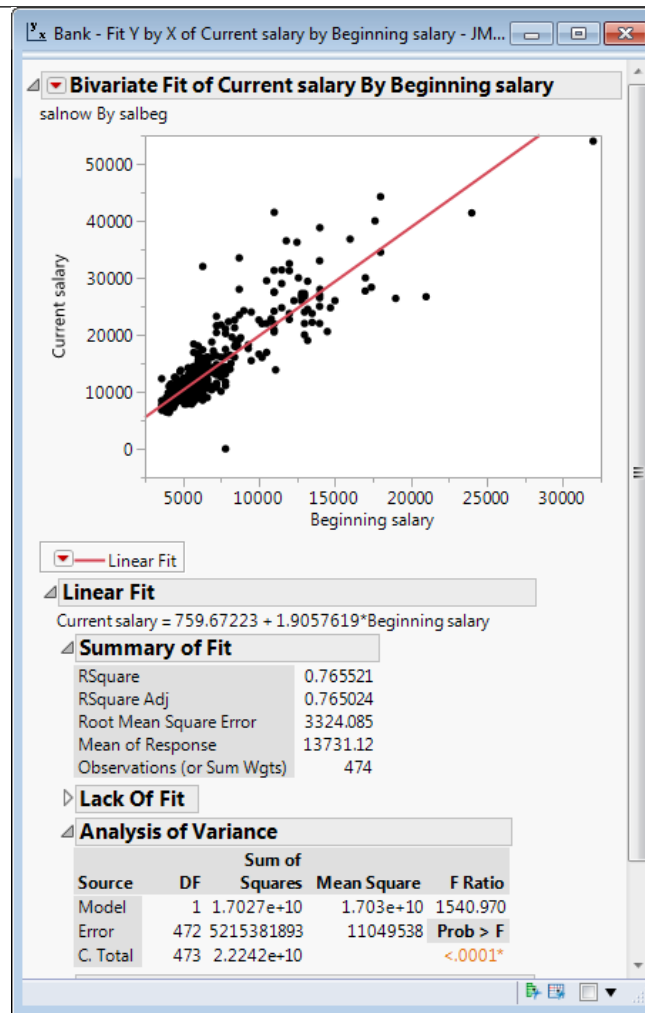 Bank - Fit Y by X of Current salary by Beginning salary - JM...
Bivariate Fit of Current salary By Beginning salary
salnow By salbeg
50000
40000
30000
20000
10000
0
Current salary
5000 10000 15000 20000 25000 30000
Beginning salary
Linear Fit
Linear Fit
Current salary = 759.67223 + 1.9057619*Beginning salary
Summary of Fit
RSquare 0.765521
RSquare Adj 0.765024
Root Mean Square Error 3324.085
Mean of Response 13731.12
Observations (or Sum Wgts) 474
Lack Of Fit
Analysis of Variance
Sum of
Source DF Squares Mean Square F Ratio
Model 1 1.7027e+10 1.703e+10 1540.970
Error 472 5215381893 11049538 Prob > F
C. Total 473 2.2242e+10 <.0001*